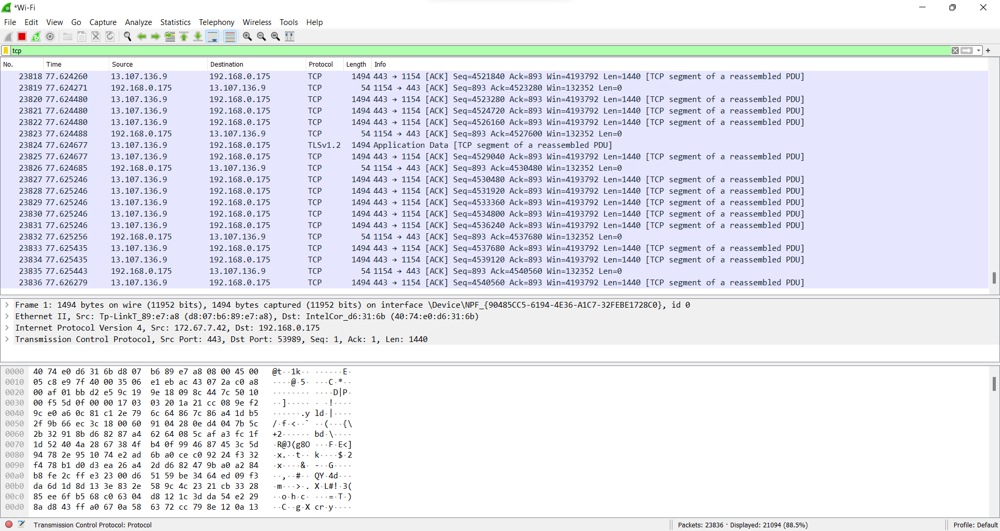 *Wi-Fi
File Edit View Go Capture Analyze Statistics Telephony Wireless Tools Help
tcp
No. Time Source Destination Protocol Length Info
23818 77.624260 13.107.136.9 192.168.0.175 TCP 1494 443 → 1154 [ACK] Seq=4521840 Ack=893 Win=4193792 Len=1440 [TCP segment of a reassembled PDU]
23819 77.624271 192.168.0.175 13.107.136.9 TCP 54 1154 → 443 [ACK] Seq=893 Ack=4523280 Win=132352 Len=0
23820 77.624480 13.107.136.9 192.168.0.175 TCP 1494 443 → 1154 [ACK] Seq=4523280 Ack=893 Win=4193792 Len=1440 [TCP segment of a reassembled PDU]
23821 77.624480 13.107.136.9 192.168.0.175 TCP 1494 443 → 1154 [ACK] Seq=4524720 Ack=893 Win=4193792 Len=1440 [TCP segment of a reassembled PDU]
23822 77.624480 13.107.136.9 192.168.0.175 TCP 1494 443 → 1154 [ACK] Seq=4526160 Ack=893 Win=4193792 Len=1440 [TCP segment of a reassembled PDU]
23823 77.624488 192.168.0.175 13.107.136.9 TCP 54 1154 → 443 [ACK] Seq=893 Ack=4527600 Win=132352 Len=0
23824 77.624677 13.107.136.9 192.168.0.175 TLSv1.2 1494 Application Data [TCP segment of a reassembled PDU]
23825 77.624677 13.107.136.9 192.168.0.175 TCP 1494 443 → 1154 [ACK] Seq=4529040 Ack=893 Win=4193792 Len=1440 [TCP segment of a reassembled PDU]
23826 77.624685 192.168.0.175 13.107.136.9 TCP 54 1154 → 443 [ACK] Seq=893 Ack=4530480 Win=132352 Len=0
23827 77.625246 13.107.136.9 192.168.0.175 TCP 1494 443 → 1154 [ACK] Seq=4530480 Ack=893 Win=4193792 Len=1440 [TCP segment of a reassembled PDU]
23828 77.625246 13.107.136.9 192.168.0.175 TCP 1494 443 → 1154 [ACK] Seq=4531920 Ack=893 Win=4193792 Len=1440 [TCP segment of a reassembled PDU]
23829 77.625246 13.107.136.9 192.168.0.175 TCP 1494 443 → 1154 [ACK] Seq=4533360 Ack=893 Win=4193792 Len=1440 [TCP segment of a reassembled PDU]
23830 77.625246 13.107.136.9 192.168.0.175 TCP 1494 443 → 1154 [ACK] Seq=4534800 Ack=893 Win=4193792 Len=1440 [TCP segment of a reassembled PDU]
23831 77.625246 13.107.136.9 192.168.0.175 TCP 1494 443 → 1154 [ACK] Seq=4536240 Ack=893 Win=4193792 Len=1440 [TCP segment of a reassembled PDU]
23832 77.625256 192.168.0.175 13.107.136.9 TCP 54 1154 → 443 [ACK] Seq=893 Ack=4537680 Win=132352 Len=0
23833 77.625435 13.107.136.9 192.168.0.175 TCP 1494 443 → 1154 [ACK] Seq=4537680 Ack=893 Win=4193792 Len=1440 [TCP segment of a reassembled PDU]
23834 77.625435 13.107.136.9 192.168.0.175 TCP 1494 443 → 1154 [ACK] Seq=4539120 Ack=893 Win=4193792 Len=1440 [TCP segment of a reassembled PDU]
23835 77.625443 192.168.0.175 13.107.136.9 TCP 54 1154 → 443 [ACK] Seq=893 Ack=4540560 Win=132352 Len=0
23836 77.626279 13.107.136.9 192.168.0.175 TCP 1494 443 → 1154 [ACK] Seq=4540560 Ack=893 Win=4193792 Len=1440 [TCP segment of a reassembled PDU]
Frame 1: 1494 bytes on wire (11952 bits), 1494 bytes captured (11952 bits) on interface \Device\NPF_{90485CC5-6194-4E36-A1C7-32FEBE1728C0}, id 0
Ethernet II, Src: Tp-LinkT_89:e7:a8 (d8:07:b6:89:e7:a8), Dst: IntelCor_d6:31:6b (40:74:e0:d6:31:6b)
Internet Protocol Version 4, Src: 172.67.7.42, Dst: 192.168.0.175
Transmission Control Protocol, Src Port: 443, Dst Port: 53989, Seq: 1, Ack: 1, Len: 1440
0000 40 74 e0 d6 31 6b d8 07 b6 89 e7 a8 08 00 45 00 @t··1k·· ······E·
0010 05 c8 e9 7f 40 00 35 06 e1 eb ac 43 07 2a c0 a8 ····@·5· ···C·*··
0020 00 af 01 bb d2 e5 9c 19 9e 18 09 8c 44 7c 50 10 ········ ····D|P·
0030 00 f5 5d 0f 00 00 17 03 03 20 1a 21 cc 08 9e f2 ··]····· · ·!····
0040 9c e0 a6 0c 81 c1 2e 79 6c 64 86 7c 86 a4 1d b5 ······.y ld·|····
0050 2f 9b 66 ec 3c 18 00 60 91 04 28 0e d4 04 7b 5c /·f·<··` ··(···{\
0060 2b 32 91 8b d6 82 87 a4 62 64 08 5c af a3 fc 1f +2······ bd·\····
0070 1d 52 40 4a 28 67 38 4f b4 0f 99 46 87 45 3c 5d ·R@J(g8O ···F·E<]
0080 94 78 2e 95 10 74 e2 ad 6b a0 ce c0 92 24 f3 32 ·x.··t·· k····$·2
0090 f4 78 b1 d0 d3 ea 26 a4 2d d6 82 47 9b a0 a2 84 ·x····&· -··G····
00a0 b8 fe 2c ff e3 23 00 d6 51 59 be 34 64 ed 09 f3 ··,··#·· QY·4d···
00b0 da 6d 1d 8d 13 3e 83 2e 58 9c 4c 23 21 cb 33 28 ·m···>·. X·L#!·3(
00c0 85 ee 6f b5 68 c0 63 04 d8 12 1c 3d da 54 e2 29 ··o·h·c· ···=·T·)
00d0 8a d8 43 ff a0 67 0a 58 63 72 cc 79 8e 12 0a 13 ··C··g·X cr·y····
Transmission Control Protocol: Protocol
Packets: 23836 · Displayed: 21094 (88.5%)
Profile: Default